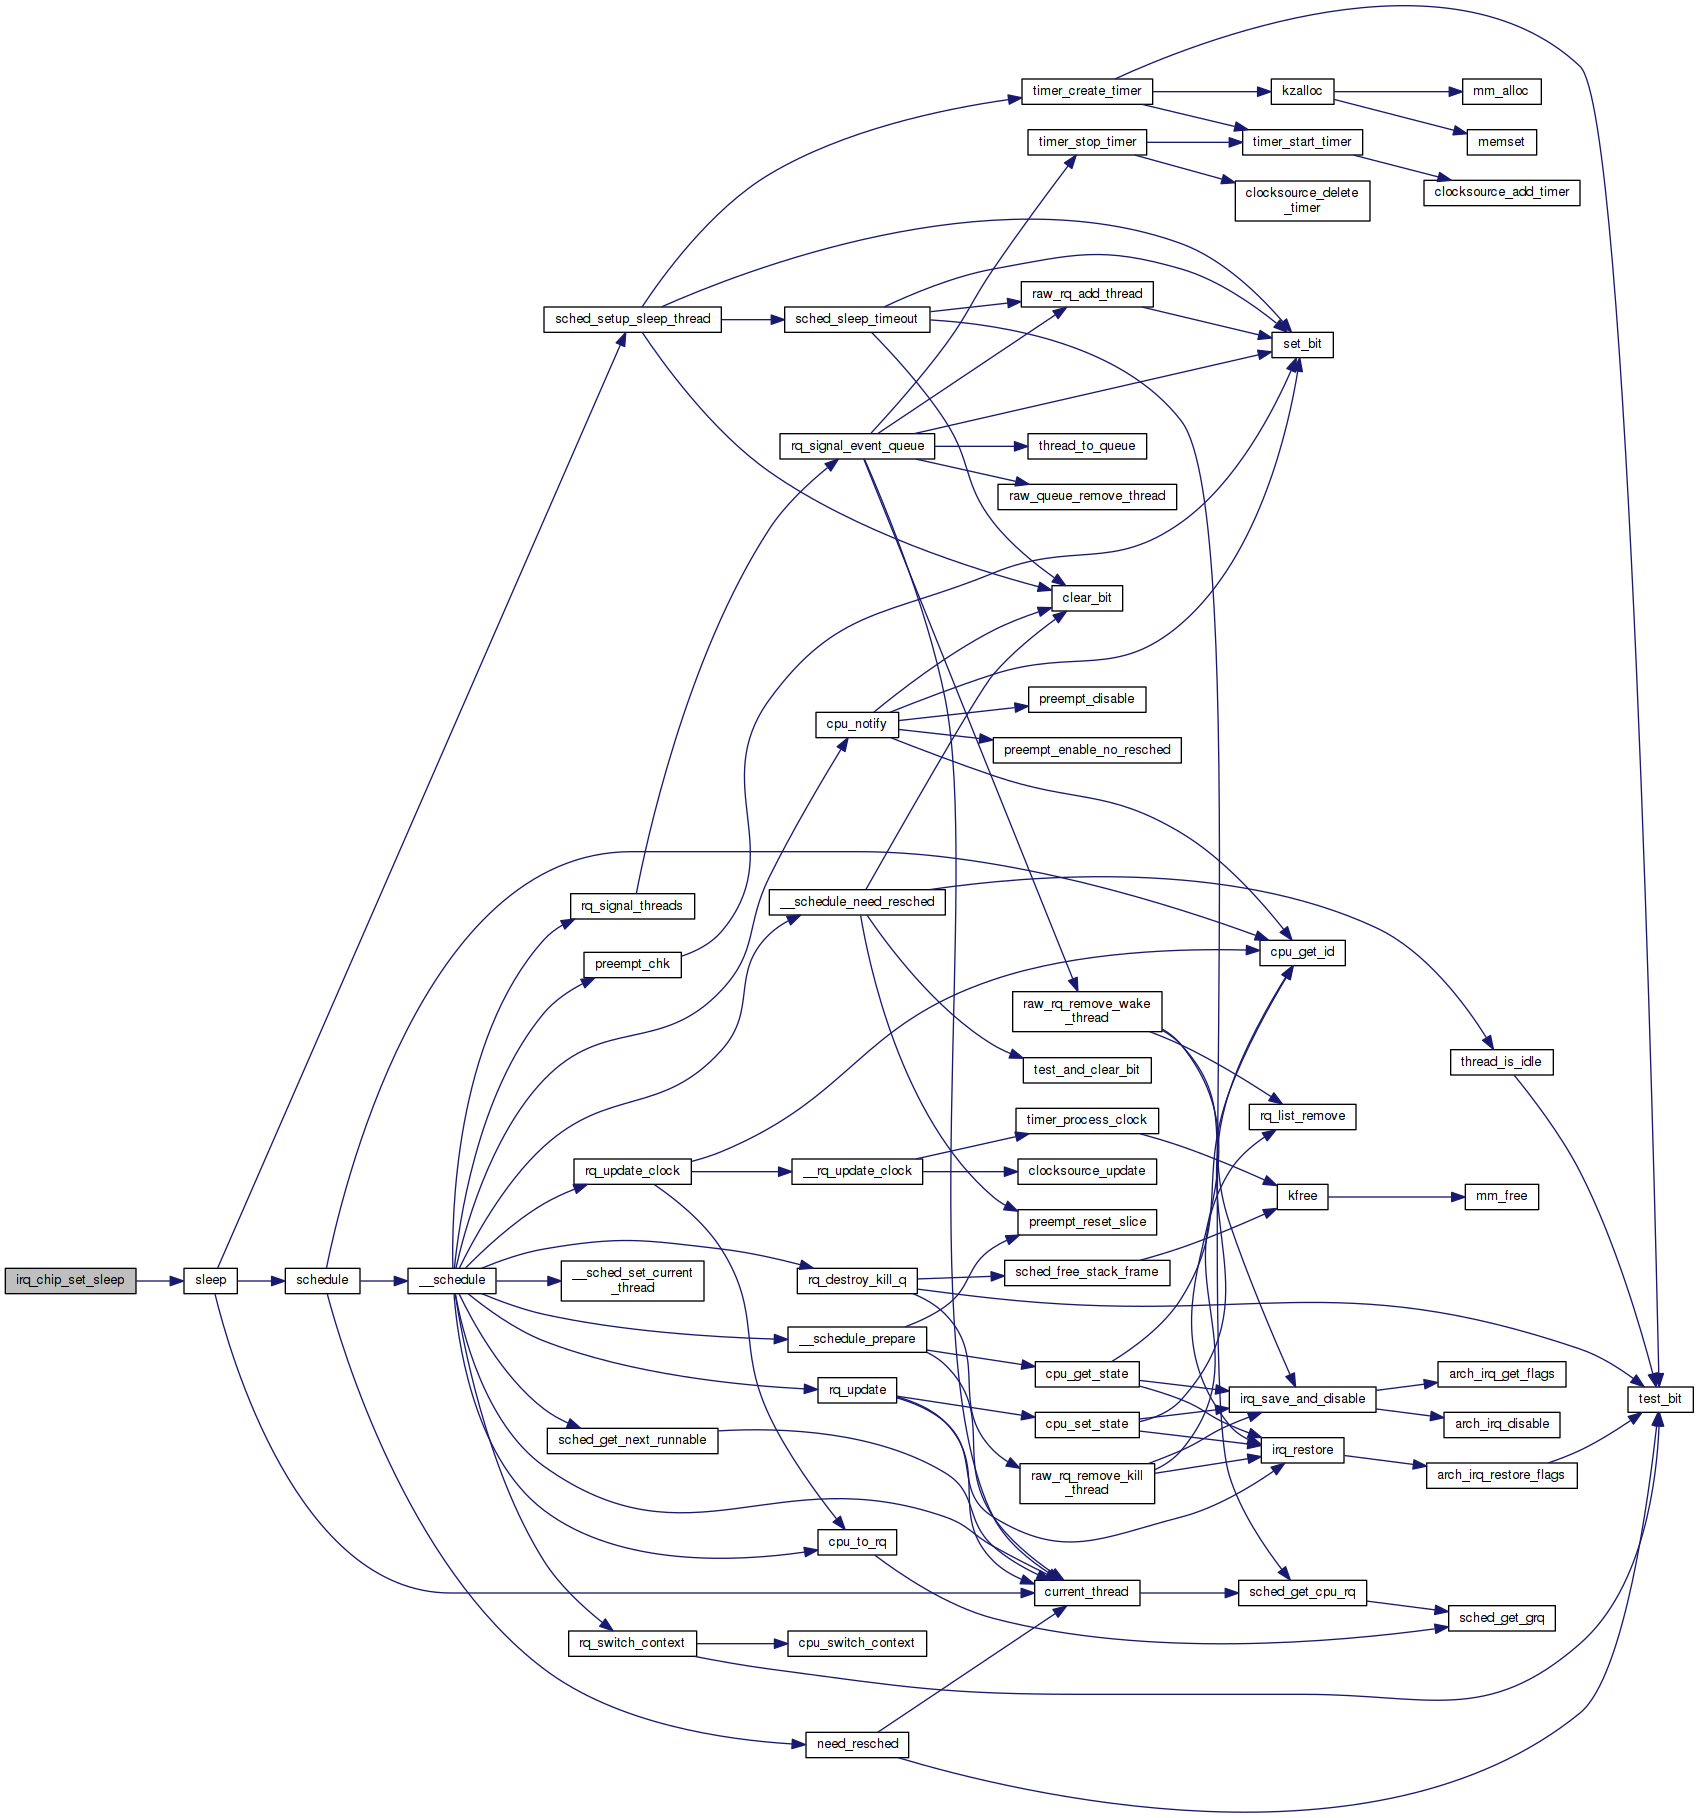 timer_create_timer
kzalloc
mm_alloc
timer_stop_timer
timer_start_timer
memset
clocksource_delete
_timer
clocksource_add_timer
sched_setup_sleep_thread
sched_sleep_timeout
raw_rq_add_thread
set_bit
rq_signal_event_queue
thread_to_queue
raw_queue_remove_thread
clear_bit
cpu_notify
preempt_disable
preempt_enable_no_resched
rq_signal_threads
__schedule_need_resched
preempt_chk
cpu_get_id
raw_rq_remove_wake
_thread
test_and_clear_bit
thread_is_idle
timer_process_clock
rq_list_remove
rq_update_clock
__rq_update_clock
clocksource_update
kfree
mm_free
preempt_reset_slice
irq_chip_set_sleep
sleep
schedule
__schedule
__sched_set_current
_thread
rq_destroy_kill_q
sched_free_stack_frame
__schedule_prepare
cpu_get_state
arch_irq_get_flags
rq_update
irq_save_and_disable
test_bit
cpu_set_state
arch_irq_disable
sched_get_next_runnable
irq_restore
raw_rq_remove_kill
_thread
arch_irq_restore_flags
cpu_to_rq
current_thread
sched_get_cpu_rq
sched_get_grq
rq_switch_context
cpu_switch_context
need_resched